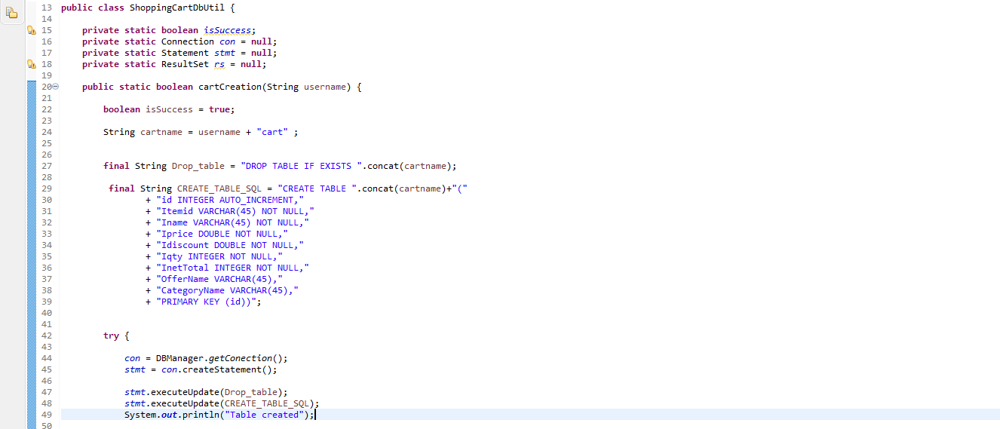 13 public class ShoppingCartDbUtil {
14
15 private static boolean isSuccess;
16 private static Connection con = null;
17 private static Statement stmt = null;
18 private static ResultSet rs = null;
19
20 public static boolean cartCreation(String username) {
21
22 boolean isSuccess = true;
23
24 String cartname = username + "cart" ;
25
26
27 final String Drop_table = "DROP TABLE IF EXISTS ".concat(cartname);
28
29 final String CREATE_TABLE_SQL = "CREATE TABLE ".concat(cartname)+"("
30 + "id INTEGER AUTO_INCREMENT,"
31 + "Itemid VARCHAR(45) NOT NULL,"
32 + "Iname VARCHAR(45) NOT NULL,"
33 + "Iprice DOUBLE NOT NULL,"
34 + "Idiscount DOUBLE NOT NULL,"
35 + "Iqty INTEGER NOT NULL,"
36 + "InetTotal INTEGER NOT NULL,"
37 + "OfferName VARCHAR(45),"
38 + "CategoryName VARCHAR(45),"
39 + "PRIMARY KEY (id))";
40
41
42 try {
43
44 con = DBManager.getConection();
45 stmt = con.createStatement();
46
47 stmt.executeUpdate(Drop_table);
48 stmt.executeUpdate(CREATE_TABLE_SQL);
49 System.out.println("Table created");
50